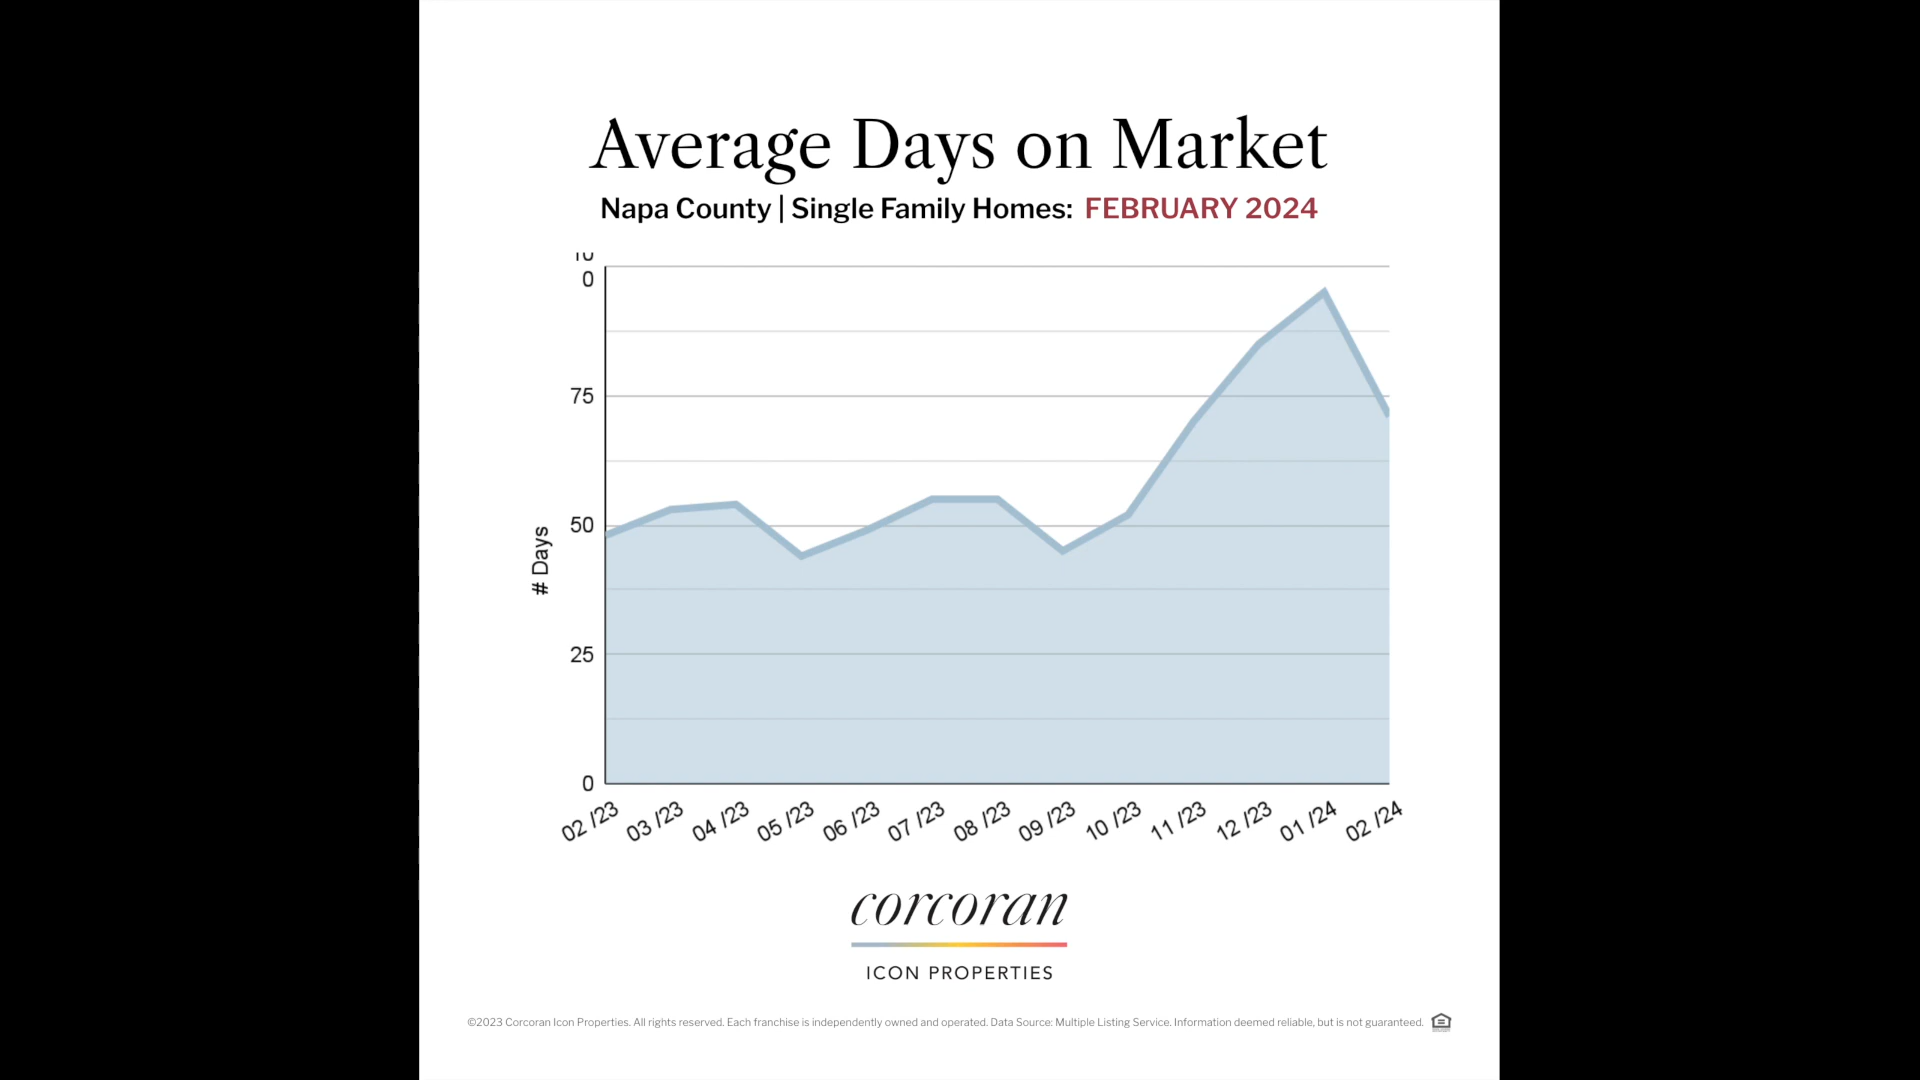 Average Days on Market
Napa County | Single Family Homes: FEBRUARY 2024
10
0
75
50
25
0
# Days
02 /23 03 /23 04 /23 05 /23 06 /23 07 /23 08 /23 09 /23 10 /23 11 /23 12 /23 01 /24 02 /24
corcoran
ICON PROPERTIES
©2023 Corcoran Icon Properties. All rights reserved. Each franchise is independently owned and operated. Data Source: Multiple Listing Service. Information deemed reliable, but is not guaranteed.